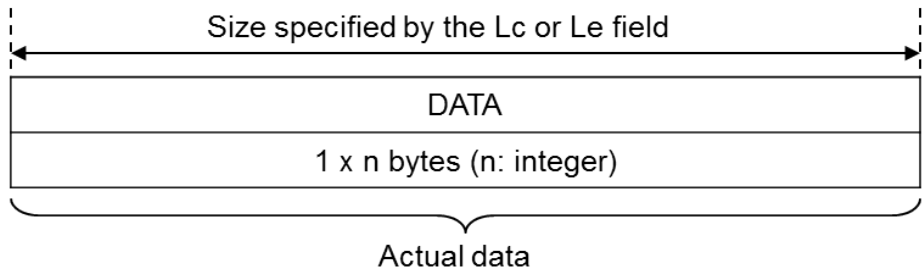 Size specified by the Lc or Le field
DATA
1 x n bytes (n: integer)
Actual data